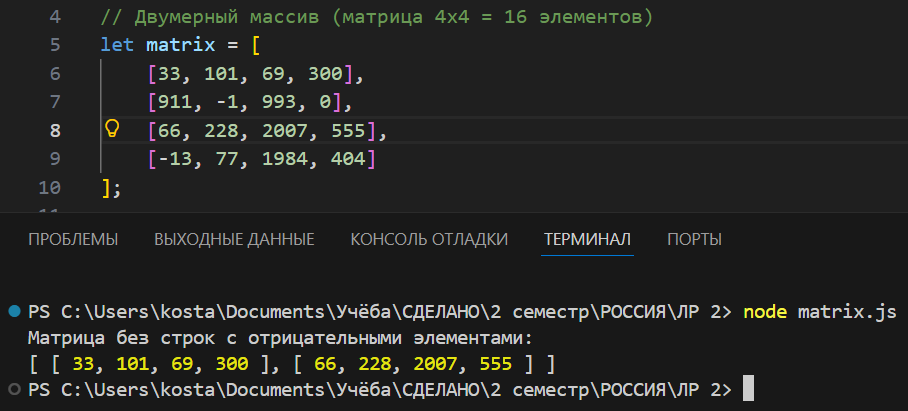 4 // Двумерный массив (матрица 4x4 = 16 элементов)
5 let matrix = [
6 [33, 101, 69, 300],
7 [911, -1, 993, 0],
8 [66, 228, 2007, 555],
9 [-13, 77, 1984, 404]
10 ];
ПРОБЛЕМЫ ВЫХОДНЫЕ ДАННЫЕ КОНСОЛЬ ОТЛАДКИ ТЕРМИНАЛ ПОРТЫ
PS C:\Users\kosta\Documents\Учёба\СДЕЛАНО\2 семестр\РОССИЯ\ЛР 2> node matrix.js
Матрица без строк с отрицательными элементами:
[ [ 33, 101, 69, 300 ], [ 66, 228, 2007, 555 ] ]
PS C:\Users\kosta\Documents\Учёба\СДЕЛАНО\2 семестр\РОССИЯ\ЛР 2>